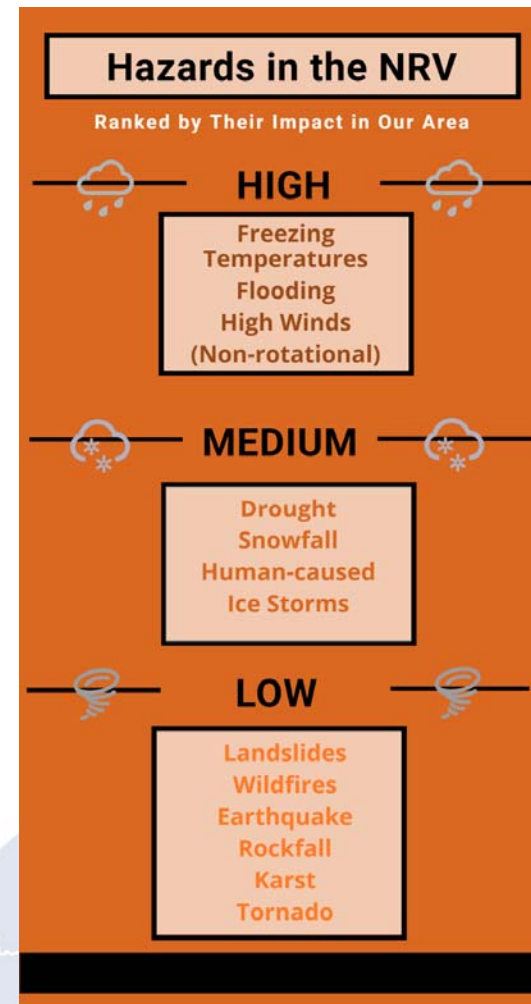 Hazards in the NRV
Ranked by Their Impact in Our Area
HIGH
Freezing
Temperatures
Flooding
High Winds
(Non-rotational)
MEDIUM
Drought
Snowfall
Human-caused
Ice Storms
LOW
Landslides
Wildfires
Earthquake
Rockfall
Karst
Tornado